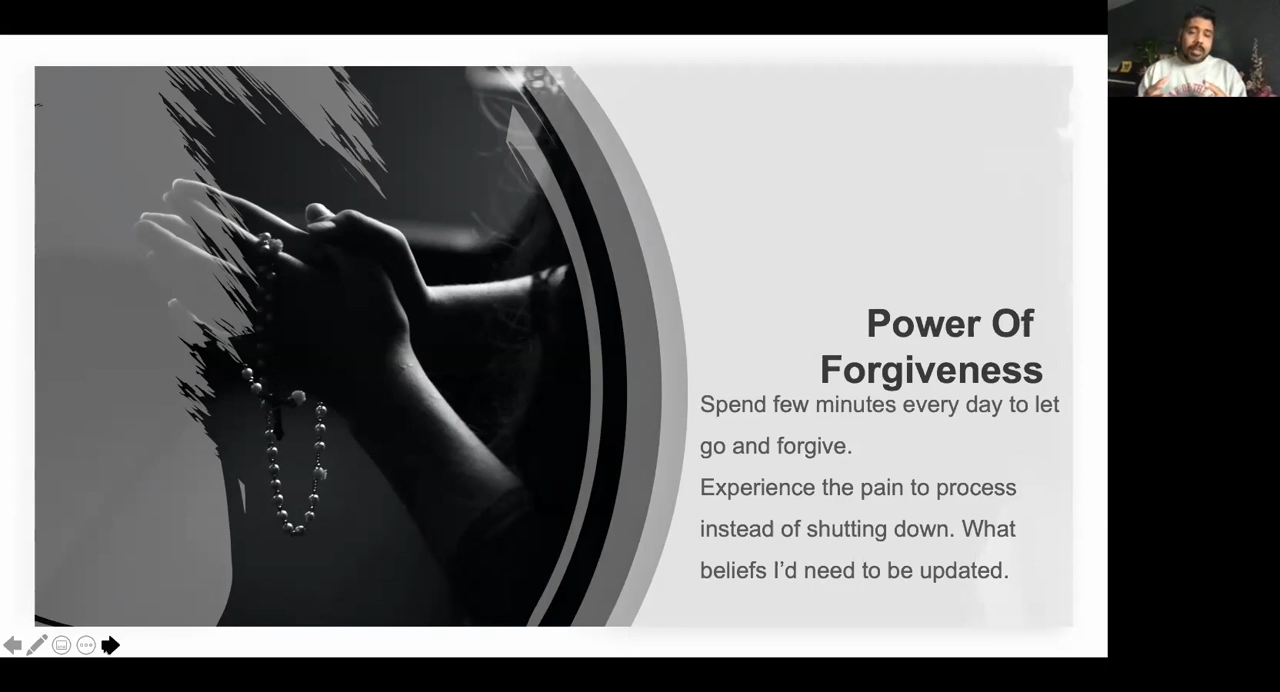 Power Of
Forgiveness
Spend few minutes every day to let
go and forgive.
Experience the pain to process
instead of shutting down. What
beliefs I’d need to be updated.